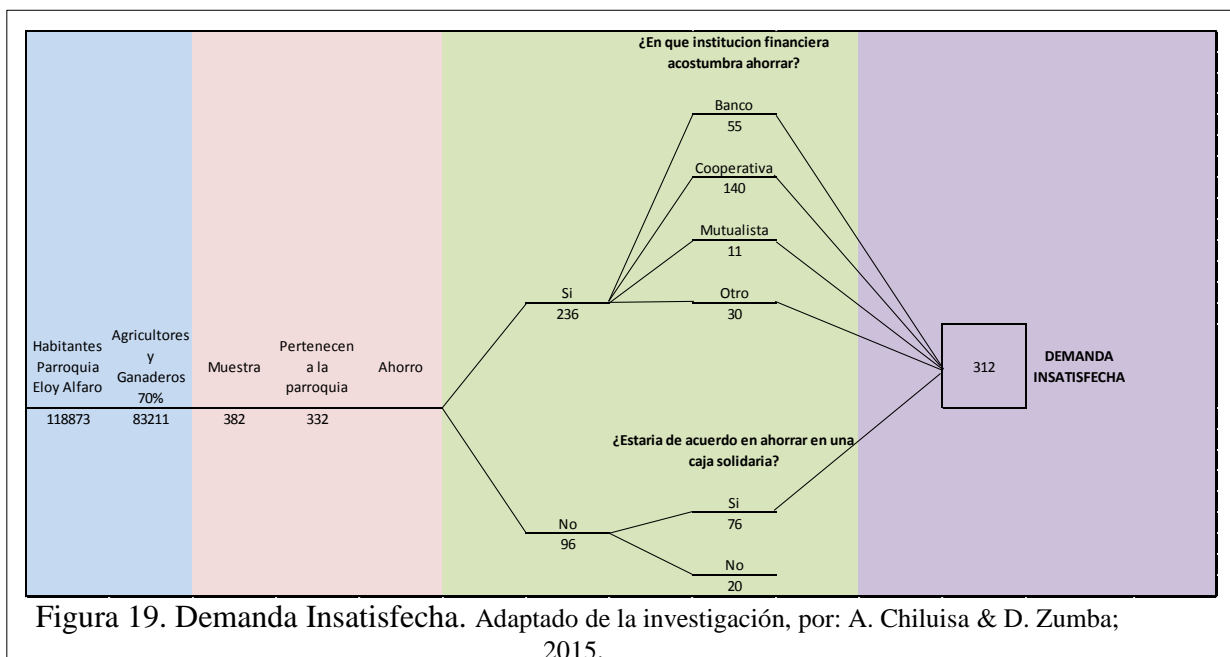 ¿En que institucion financiera
acostumbra ahorrar?
Banco
55
Cooperativa
140
Mutualista
11
Si
236
Otro
30
Habitantes
Parroquia
Eloy Alfaro
118873
Agricultores
y
Ganaderos
70%
83211
Muestra
382
Pertenecen
a la
parroquia
332
Ahorro
312
DEMANDA
INSATISFECHA
¿Estaria de acuerdo en ahorrar en una
caja solidaria?
No
96
Si
76
No
20
Figura 19. Demanda Insatisfecha. Adaptado de la investigación, por: A. Chiluisa & D. Zumba;
2015.